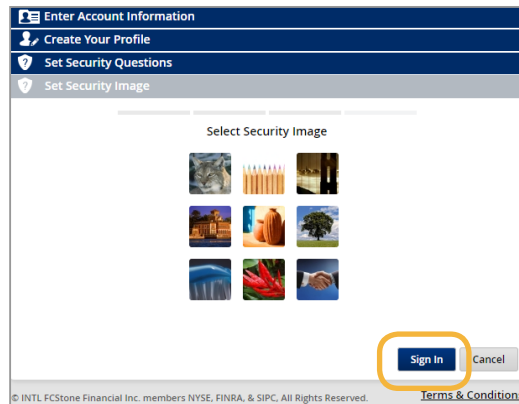 Enter Account Information
Create Your Profile
Set Security Questions
Set Security Image
Select Security Image
Sign In
Cancel
© INTL FCStone Financial Inc. members NYSE, FINRA, & SIPC, All Rights Reserved.
Terms & Condition